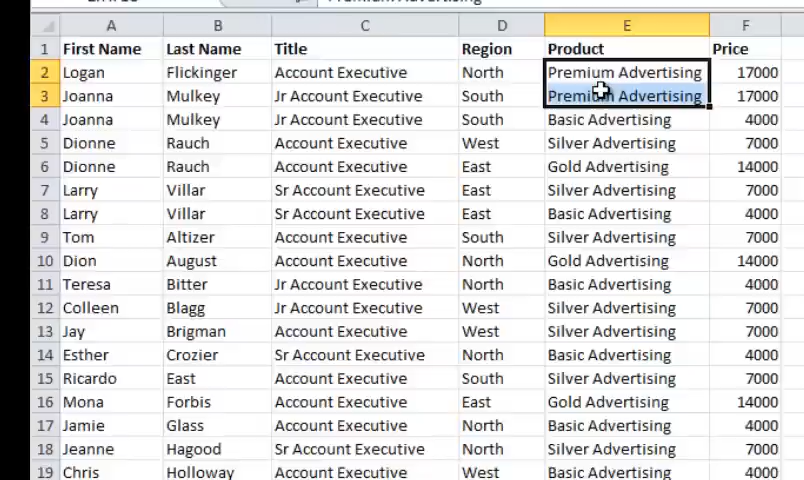 Premium Advertising
A B C D E F
1 First Name Last Name Title Region Product Price
2 Logan Flickinger Account Executive North Premium Advertising 17000
3 Joanna Mulkey Jr Account Executive South Premium Advertising 17000
4 Joanna Mulkey Jr Account Executive South Basic Advertising 4000
5 Dionne Rauch Account Executive West Silver Advertising 7000
6 Dionne Rauch Account Executive East Gold Advertising 14000
7 Larry Villar Sr Account Executive East Silver Advertising 7000
8 Larry Villar Sr Account Executive East Basic Advertising 4000
9 Tom Altizer Account Executive South Silver Advertising 7000
10 Dion August Account Executive North Gold Advertising 14000
11 Teresa Bitter Jr Account Executive North Basic Advertising 4000
12 Colleen Blagg Jr Account Executive West Silver Advertising 7000
13 Jay Brigman Account Executive West Silver Advertising 7000
14 Esther Crozier Sr Account Executive North Basic Advertising 4000
15 Ricardo East Account Executive South Silver Advertising 7000
16 Mona Forbis Account Executive East Gold Advertising 14000
17 Jamie Glass Account Executive North Basic Advertising 4000
18 Jeanne Hagood Sr Account Executive North Silver Advertising 7000
19 Chris Holloway Account Executive West Basic Advertising 4000